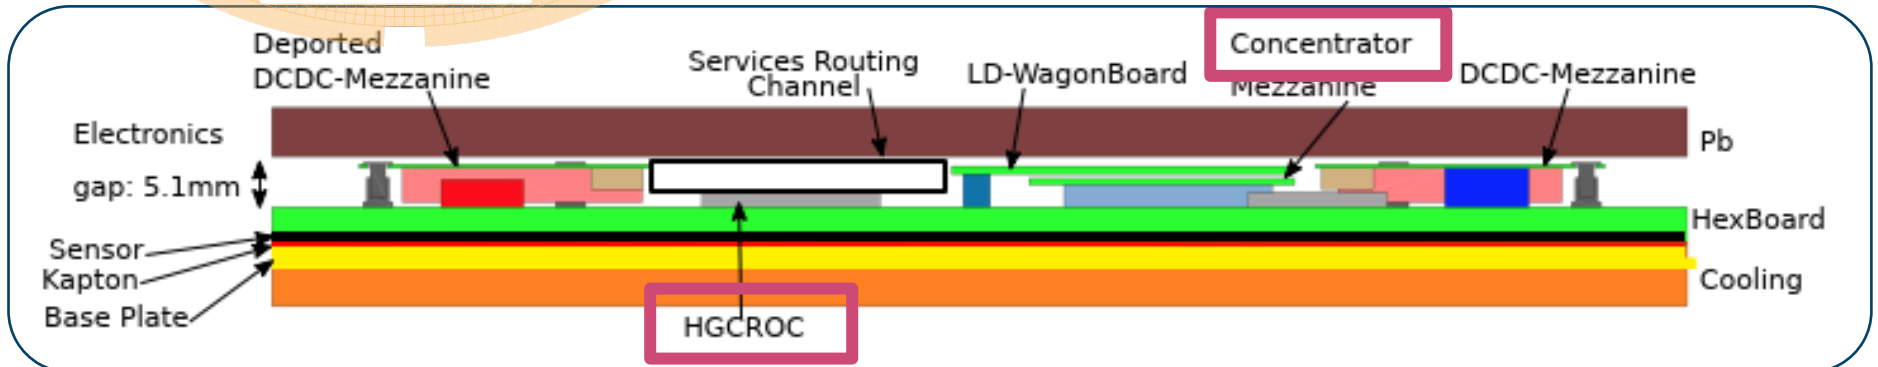 Deported
DCDC-Mezzanine
Services Routing
Channel
LD-WagonBoard
Concentrator
Mezzanine
DCDC-Mezzanine
Electronics
gap: 5.1mm
Pb
HexBoard
Sensor
Kapton
Base Plate
Cooling
HGCROC